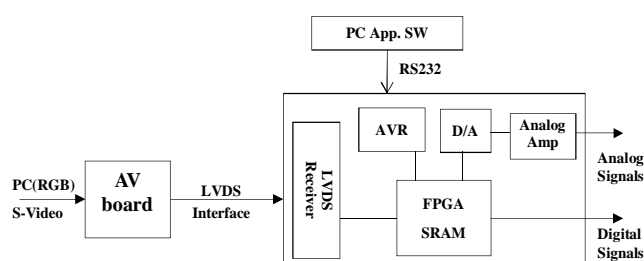 PC App. SW
RS232
AVR
D/A
Analog
Amp
Analog
Signals
PC(RGB)
S-Video
AV
board
LVDS
Interface
LVDS
Receiver
FPGA
SRAM
Digital
Signals